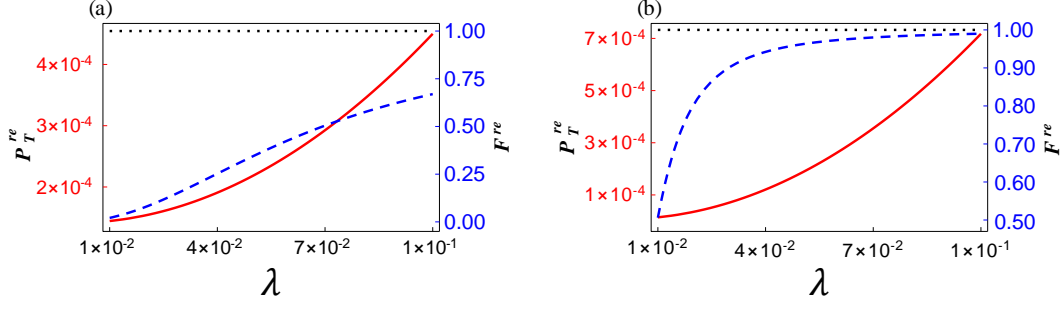 (a)
4×10⁻⁴
3×10⁻⁴
2×10⁻⁴
P_T^re
1.00
0.75
0.50
0.25
0.00
F^re
1×10⁻² 4×10⁻² 7×10⁻² 1×10⁻¹
λ
(b)
7×10⁻⁴
5×10⁻⁴
3×10⁻⁴
1×10⁻⁴
P_T^re
1.00
0.90
0.80
0.70
0.60
0.50
F^re
1×10⁻² 4×10⁻² 7×10⁻² 1×10⁻¹
λ